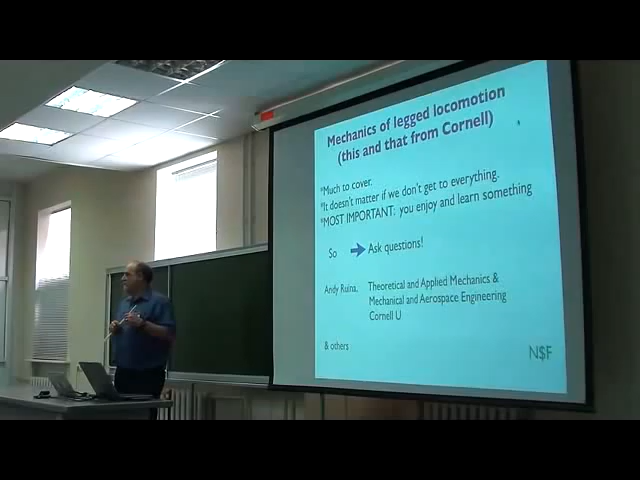 Mechanics of legged locomotion
(this and that from Cornell)
*Much to cover.
*It doesn't matter if we don't get to everything.
*MOST IMPORTANT: you enjoy and learn something
So Ask questions!
Andy Ruina, Theoretical and Applied Mechanics &
Mechanical and Aerospace Engineering
Cornell U
& others
N$F